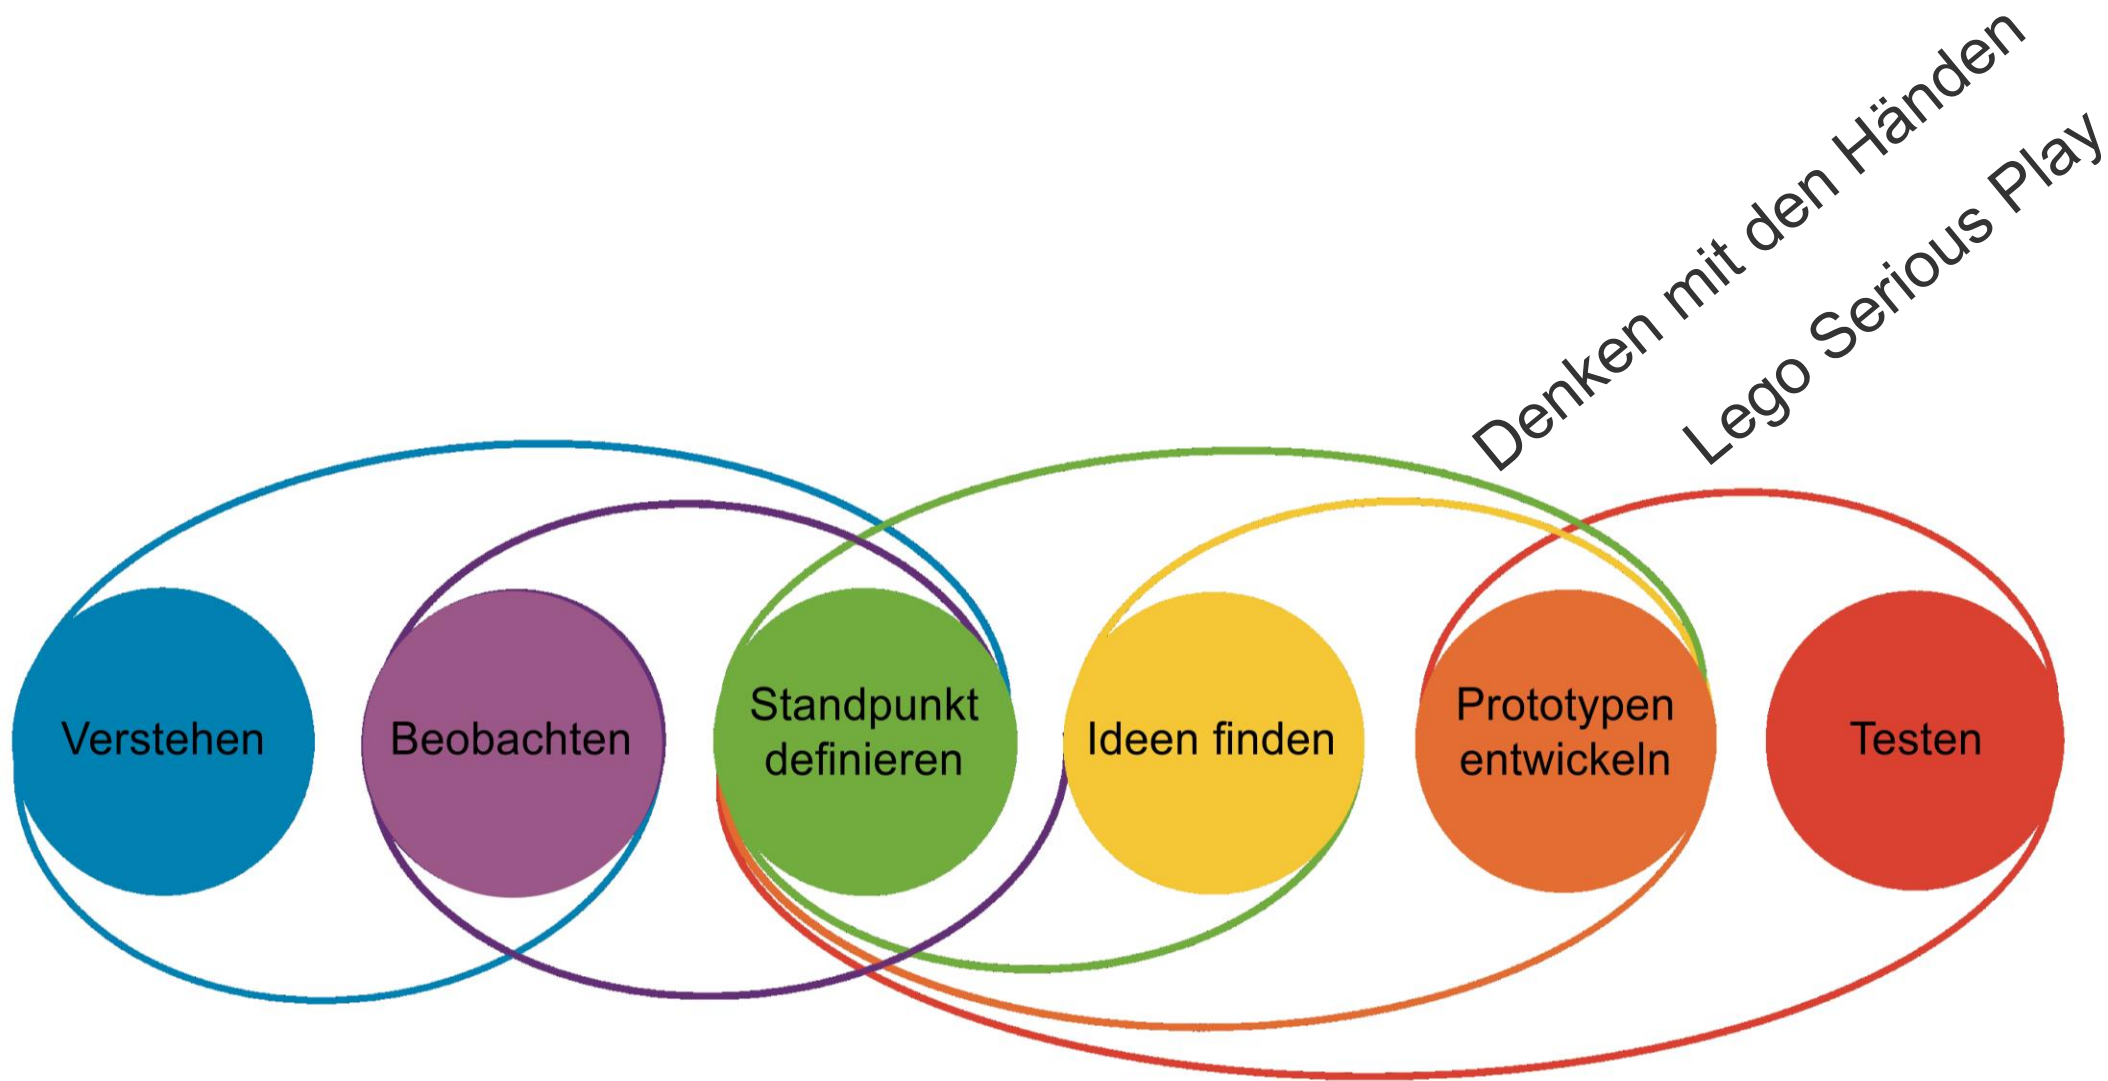 Denken mit den Händen
Lego Serious Play
Verstehen
Beobachten
Standpunkt
definieren
Ideen finden
Prototypen
entwickeln
Testen